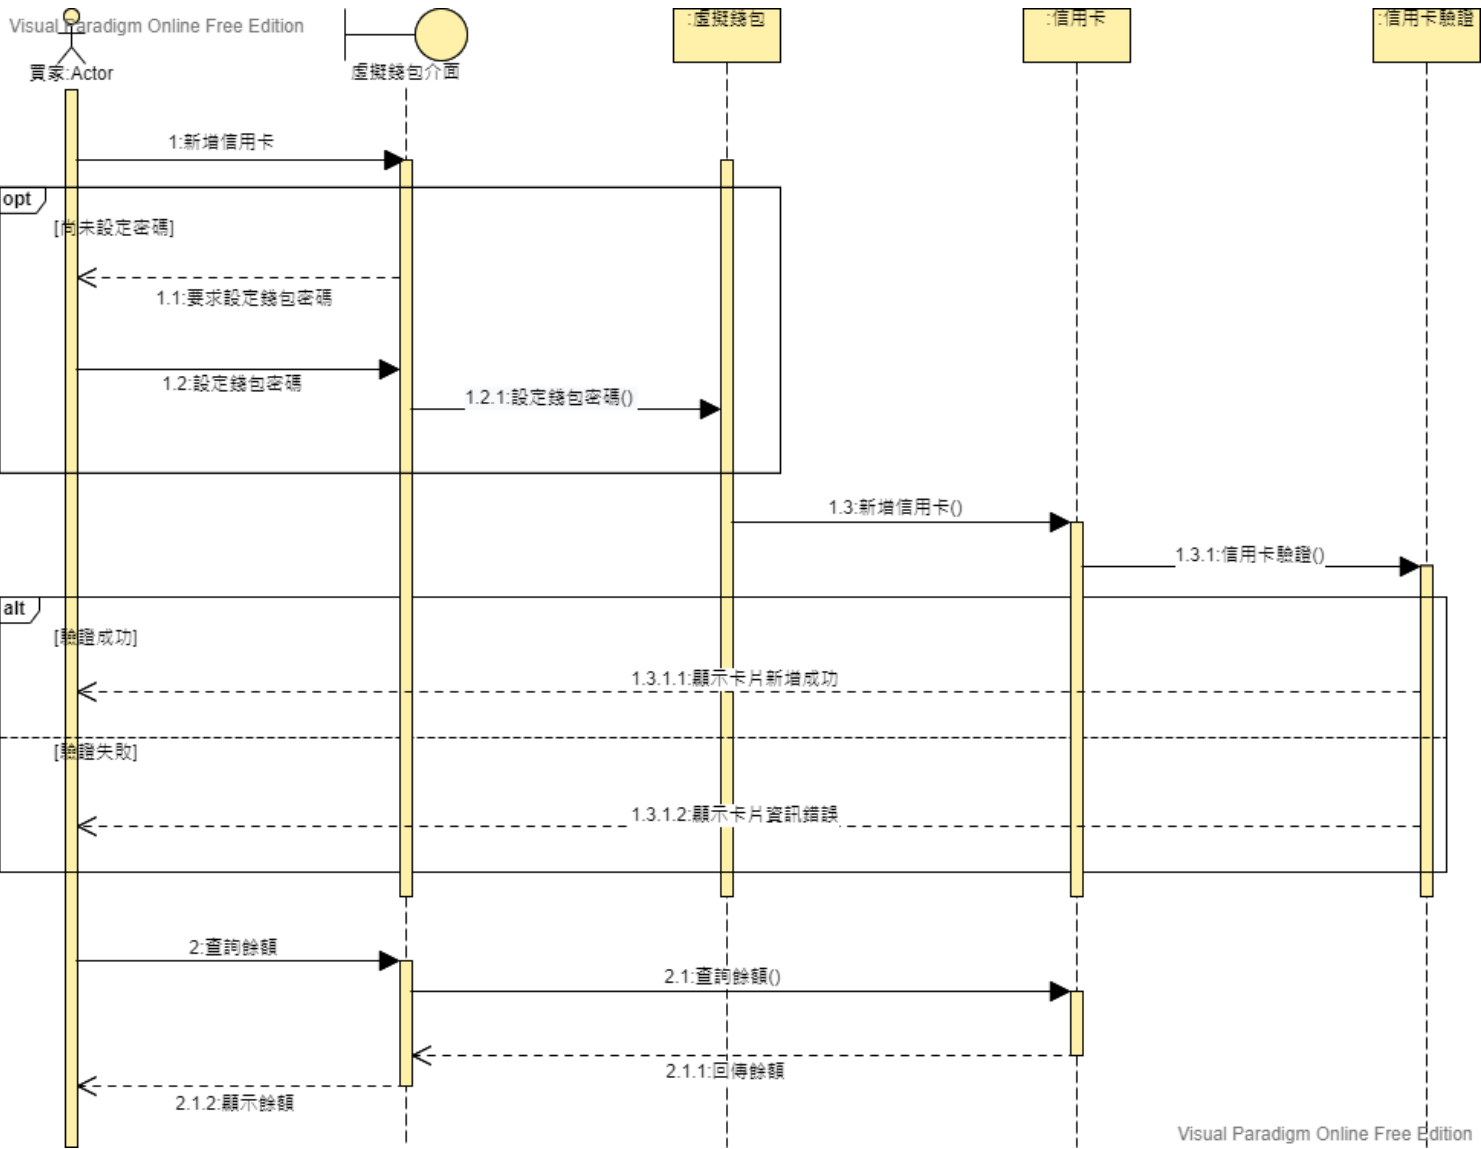 Visual Paradigm Online Free Edition
買家:Actor
虛擬錢包介面
:虛擬錢包
:信用卡
:信用卡驗證
1:新增信用卡
opt
[尚未設定密碼]
1.1:要求設定錢包密碼
1.2:設定錢包密碼
1.2.1:設定錢包密碼()
1.3:新增信用卡()
1.3.1:信用卡驗證()
alt
[驗證成功]
1.3.1.1:顯示卡片新增成功
[驗證失敗]
1.3.1.2:顯示卡片資訊錯誤
2:查詢餘額
2.1:查詢餘額()
2.1.1:回傳餘額
2.1.2:顯示餘額
Visual Paradigm Online Free Edition